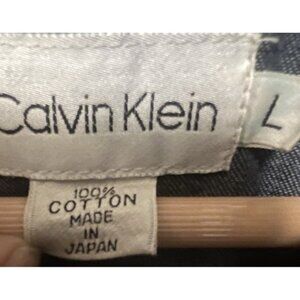 Calvin Klein
L
100%
COTTON
MADE
IN
JAPAN